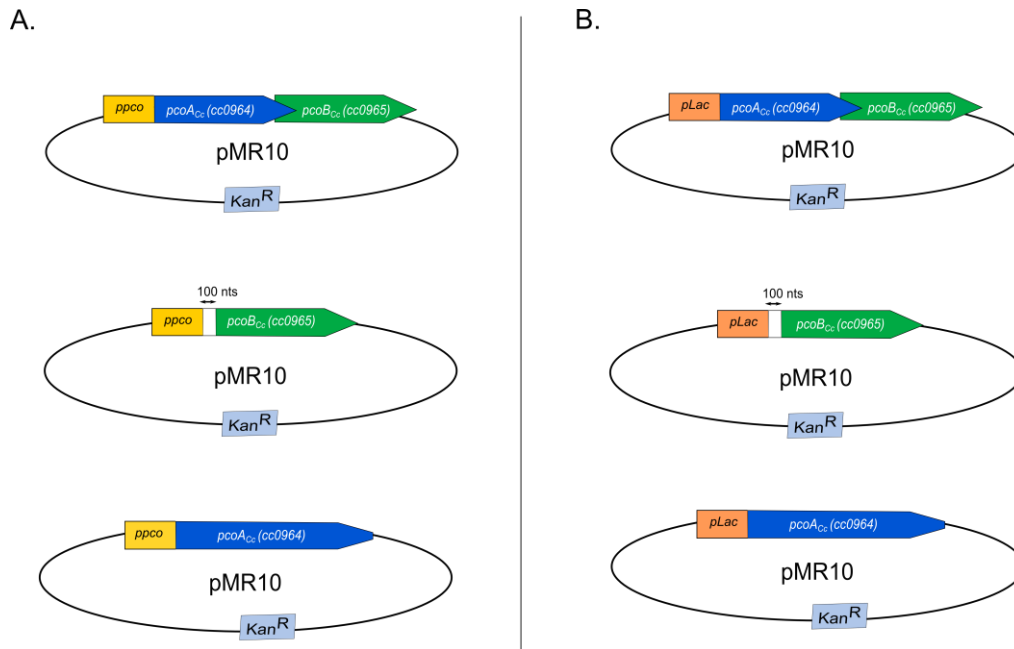 A.
ppco pcoACc (cc0964) pcoBCc (cc0965)
pMR10
KanR
100 nts
ppco pcoBCc (cc0965)
pMR10
KanR
ppco pcoACc (cc0964)
pMR10
KanR
B.
pLac pcoACc (cc0964) pcoBCc (cc0965)
pMR10
KanR
100 nts
pLac pcoBCc (cc0965)
pMR10
KanR
pLac pcoACc (cc0964)
pMR10
KanR